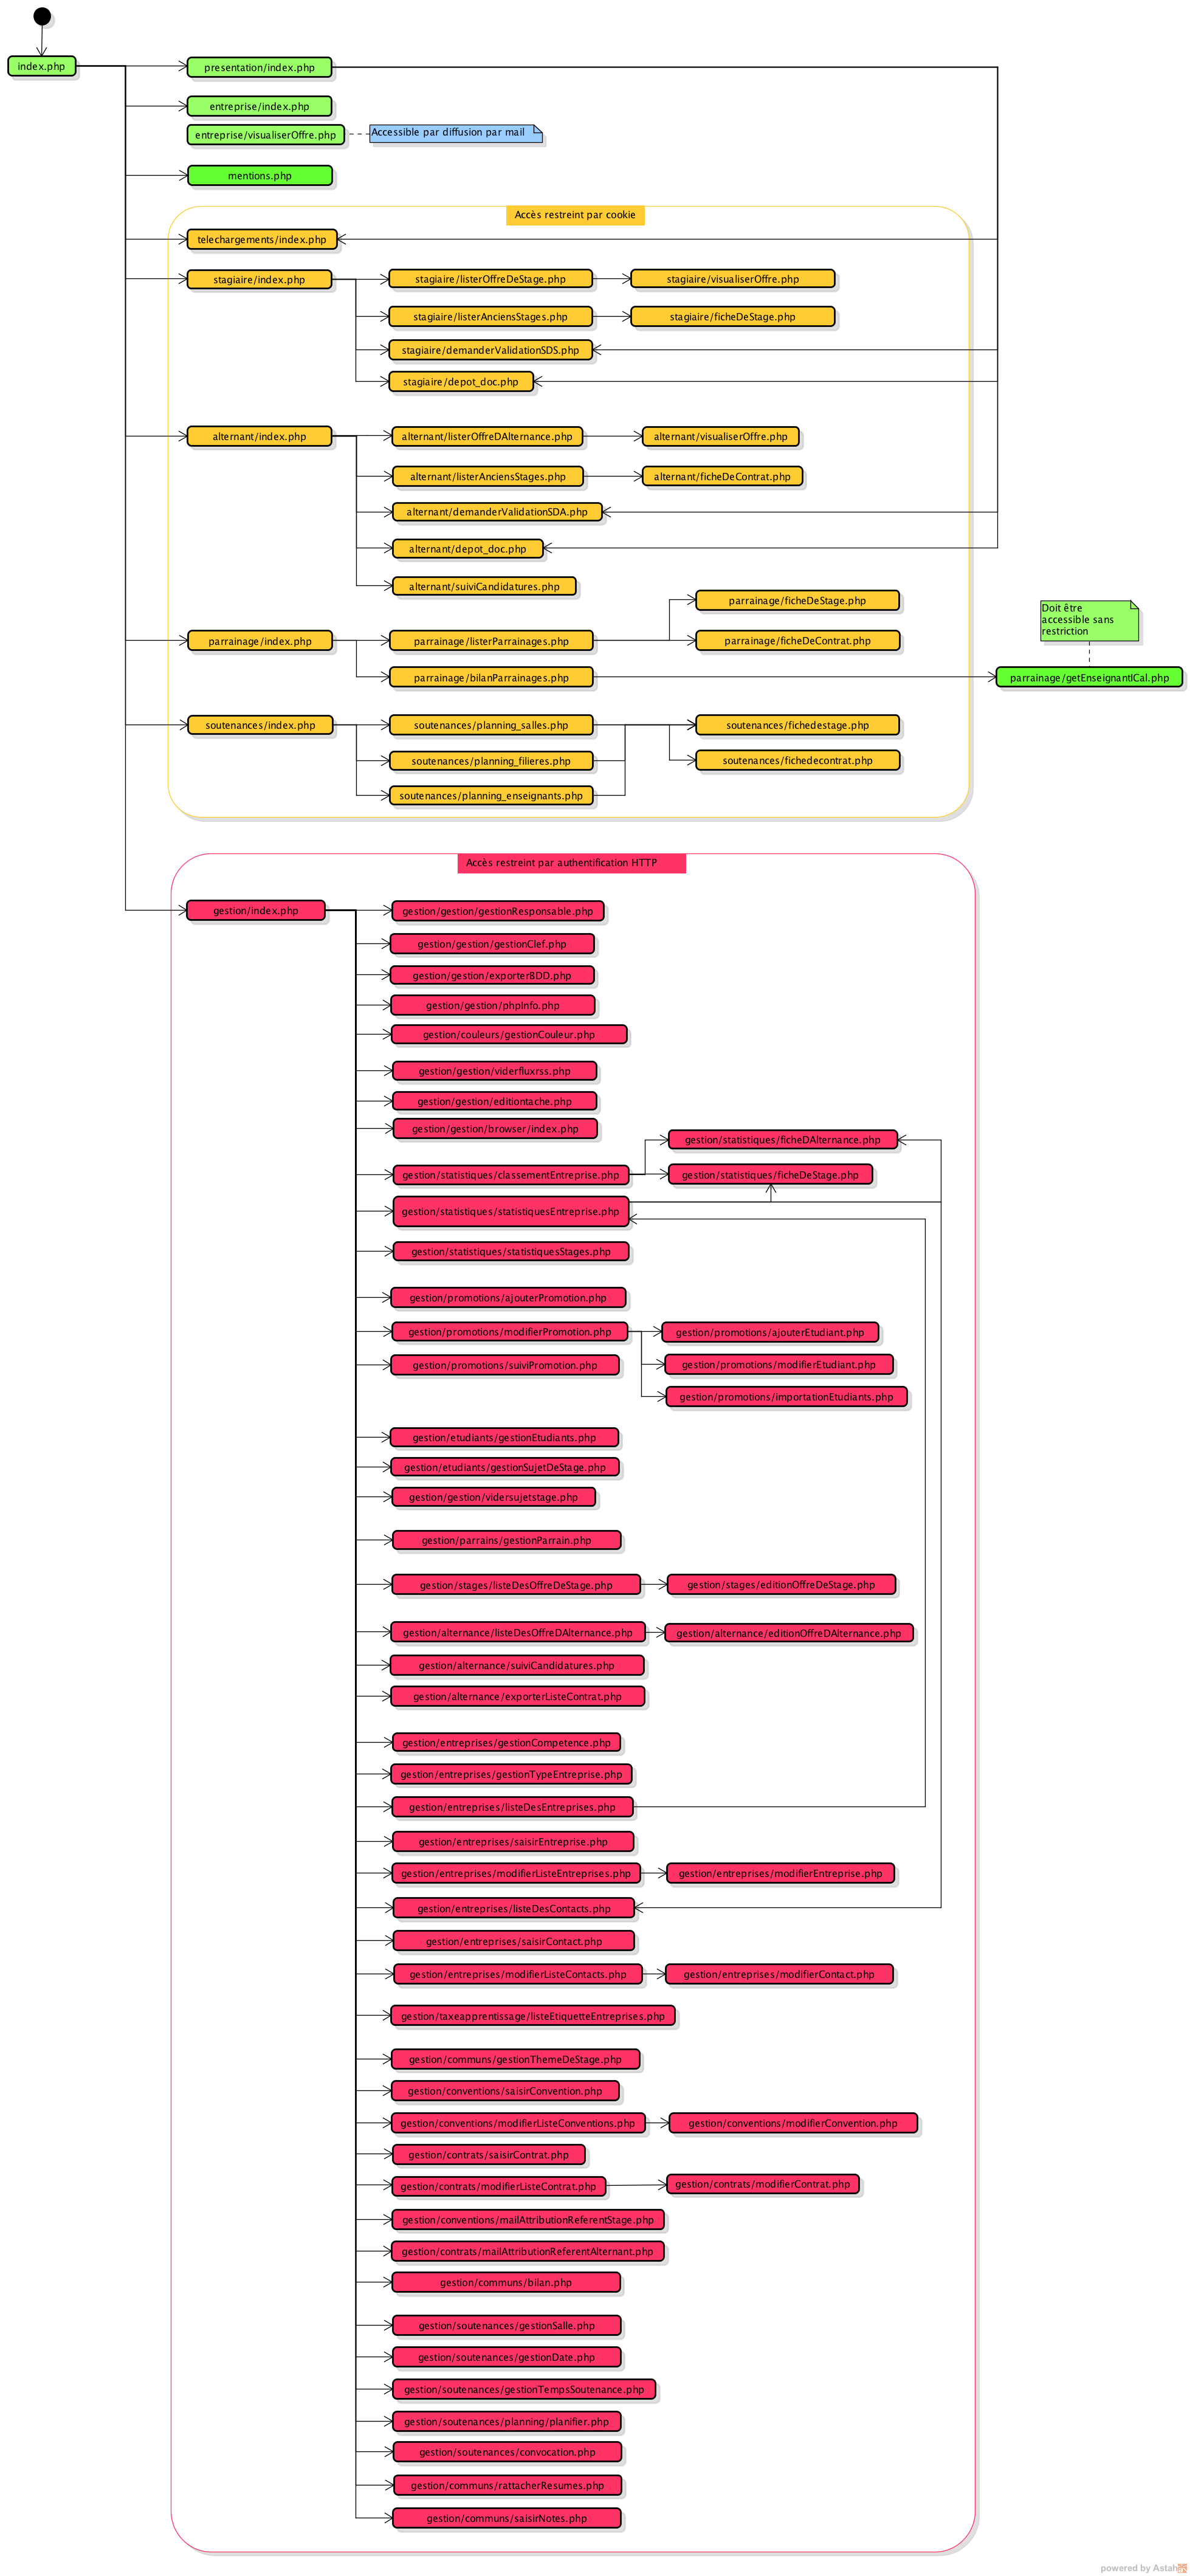 index.php
presentation/index.php
entreprise/index.php
entreprise/visualiserOffre.php
Accessible par diffusion par mail
mentions.php
Accès restreint par cookie
telechargements/index.php
stagiaire/index.php
stagiaire/listerOffreDeStage.php
stagiaire/visualiserOffre.php
stagiaire/listerAnciensStages.php
stagiaire/ficheDeStage.php
stagiaire/demanderValidationSDS.php
stagiaire/depot_doc.php
alternant/index.php
alternant/listerOffreDAlternance.php
alternant/visualiserOffre.php
alternant/listerAnciensStages.php
alternant/ficheDeContrat.php
alternant/demanderValidationSDA.php
alternant/depot_doc.php
alternant/suiviCandidatures.php
parrainage/ficheDeStage.php
Doit être
accessible sans
restriction
parrainage/index.php
parrainage/listerParrainages.php
parrainage/ficheDeContrat.php
parrainage/bilanParrainages.php
parrainage/getEnseignantICal.php
soutenances/index.php
soutenances/planning_salles.php
soutenances/fichedestage.php
soutenances/planning_filieres.php
soutenances/fichedecontrat.php
soutenances/planning_enseignants.php
Accès restreint par authentification HTTP
gestion/index.php
gestion/gestion/gestionResponsable.php
gestion/gestion/gestionClef.php
gestion/gestion/exporterBDD.php
gestion/gestion/phpInfo.php
gestion/couleurs/gestionCouleur.php
gestion/gestion/viderfluxrss.php
gestion/gestion/editiontache.php
gestion/gestion/browser/index.php
gestion/statistiques/ficheDAlternance.php
gestion/statistiques/classementEntreprise.php
gestion/statistiques/ficheDeStage.php
gestion/statistiques/statistiquesEntreprise.php
gestion/statistiques/statistiquesStages.php
gestion/promotions/ajouterPromotion.php
gestion/promotions/modifierPromotion.php
gestion/promotions/ajouterEtudiant.php
gestion/promotions/suiviPromotion.php
gestion/promotions/modifierEtudiant.php
gestion/promotions/importationEtudiants.php
gestion/etudiants/gestionEtudiants.php
gestion/etudiants/gestionSujetDeStage.php
gestion/gestion/vidersujetstage.php
gestion/parrains/gestionParrain.php
gestion/stages/listeDesOffreDeStage.php
gestion/stages/editionOffreDeStage.php
gestion/alternance/listeDesOffreDAlternance.php
gestion/alternance/editionOffreDAlternance.php
gestion/alternance/suiviCandidatures.php
gestion/alternance/exporterListeContrat.php
gestion/entreprises/gestionCompetence.php
gestion/entreprises/gestionTypeEntreprise.php
gestion/entreprises/listeDesEntreprises.php
gestion/entreprises/saisirEntreprise.php
gestion/entreprises/modifierListeEntreprises.php
gestion/entreprises/modifierEntreprise.php
gestion/entreprises/listeDesContacts.php
gestion/entreprises/saisirContact.php
gestion/entreprises/modifierListeContacts.php
gestion/entreprises/modifierContact.php
gestion/taxeapprentissage/listeEtiquetteEntreprises.php
gestion/communs/gestionThemeDeStage.php
gestion/conventions/saisirConvention.php
gestion/conventions/modifierListeConventions.php
gestion/conventions/modifierConvention.php
gestion/contrats/saisirContrat.php
gestion/contrats/modifierListeContrat.php
gestion/contrats/modifierContrat.php
gestion/conventions/mailAttributionReferentStage.php
gestion/contrats/mailAttributionReferentAlternant.php
gestion/communs/bilan.php
gestion/soutenances/gestionSalle.php
gestion/soutenances/gestionDate.php
gestion/soutenances/gestionTempsSoutenance.php
gestion/soutenances/planning/planifier.php
gestion/soutenances/convocation.php
gestion/communs/rattacherResumes.php
gestion/communs/saisirNotes.php
powered by Astah